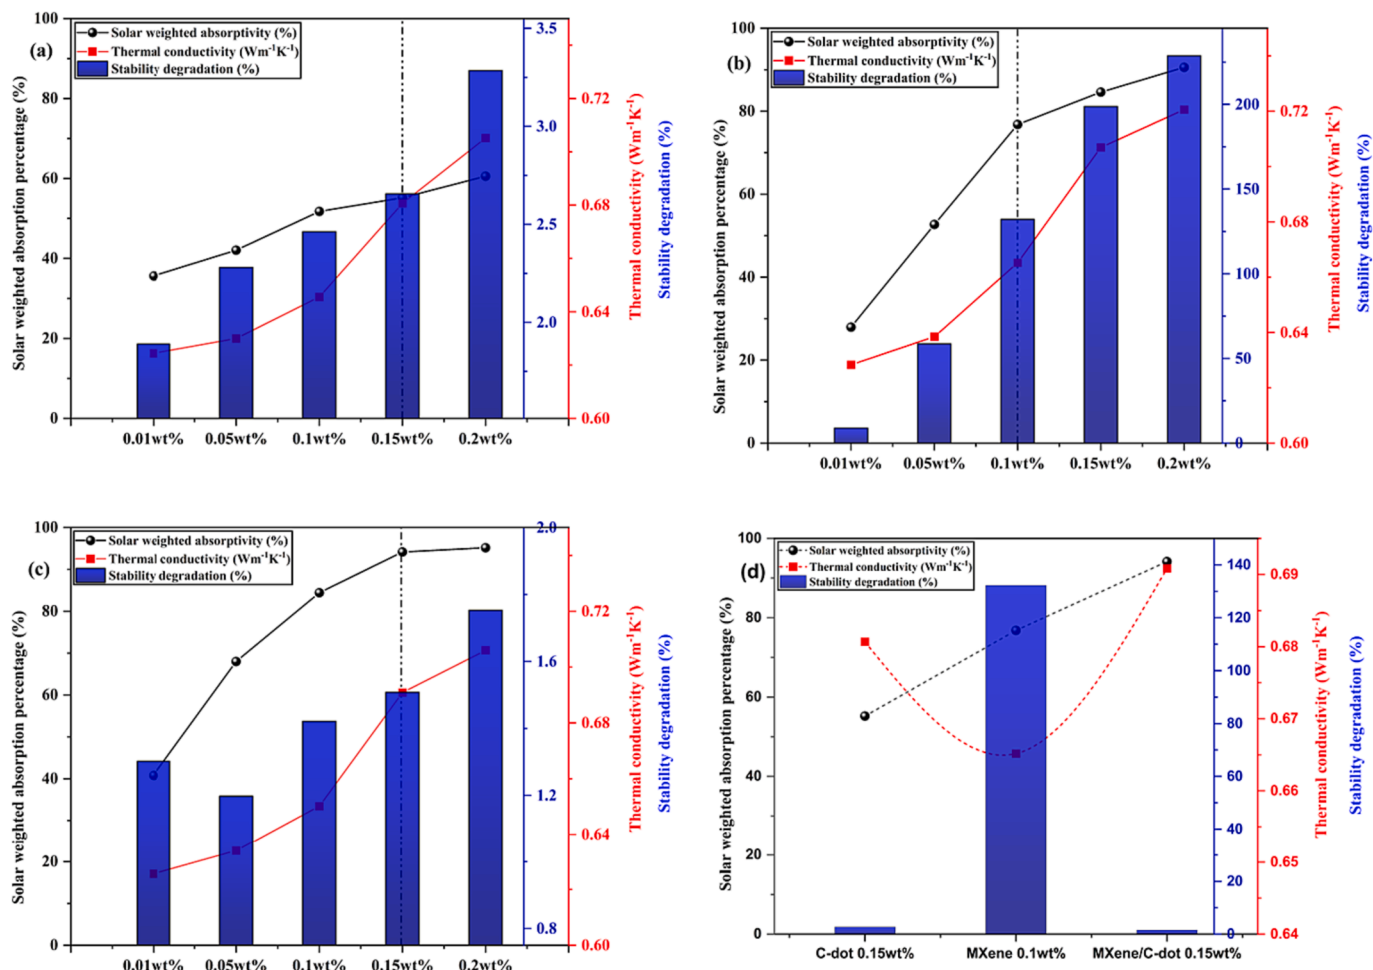 (a)
Solar weighted absorptivity (%)
Thermal conductivity (Wm⁻¹K⁻¹)
Stability degradation (%)
Solar weighted absorption percentage (%)
100
80
60
40
20
0
0.01wt%
0.05wt%
0.1wt%
0.15wt%
0.2wt%
3.5
3.0
2.5
2.0
0.72
0.68
0.64
0.60
Thermal conductivity (Wm⁻¹K⁻¹)
Stability degradation (%)
(b)
Solar weighted absorptivity (%)
Thermal conductivity (Wm⁻¹K⁻¹)
Stability degradation (%)
Solar weighted absorption percentage (%)
100
80
60
40
20
0
0.01wt%
0.05wt%
0.1wt%
0.15wt%
0.2wt%
200
150
100
50
0
0.72
0.68
0.64
0.60
Thermal conductivity (Wm⁻¹K⁻¹)
Stability degradation (%)
(c)
Solar weighted absorptivity (%)
Thermal conductivity (Wm⁻¹K⁻¹)
Stability degradation (%)
Solar weighted absorption percentage (%)
100
80
60
40
20
0
0.01wt%
0.05wt%
0.1wt%
0.15wt%
0.2wt%
2.0
1.6
1.2
0.8
0.72
0.68
0.64
0.60
Thermal conductivity (Wm⁻¹K⁻¹)
Stability degradation (%)
(d)
Solar weighted absorptivity (%)
Thermal conductivity (Wm⁻¹K⁻¹)
Stability degradation (%)
Solar weighted absorption percentage (%)
100
80
60
40
20
0
C-dot 0.15wt%
MXene 0.1wt%
MXene/C-dot 0.15wt%
140
120
100
80
60
40
20
0
0.69
0.68
0.67
0.66
0.65
0.64
Thermal conductivity (Wm⁻¹K⁻¹)
Stability degradation (%)